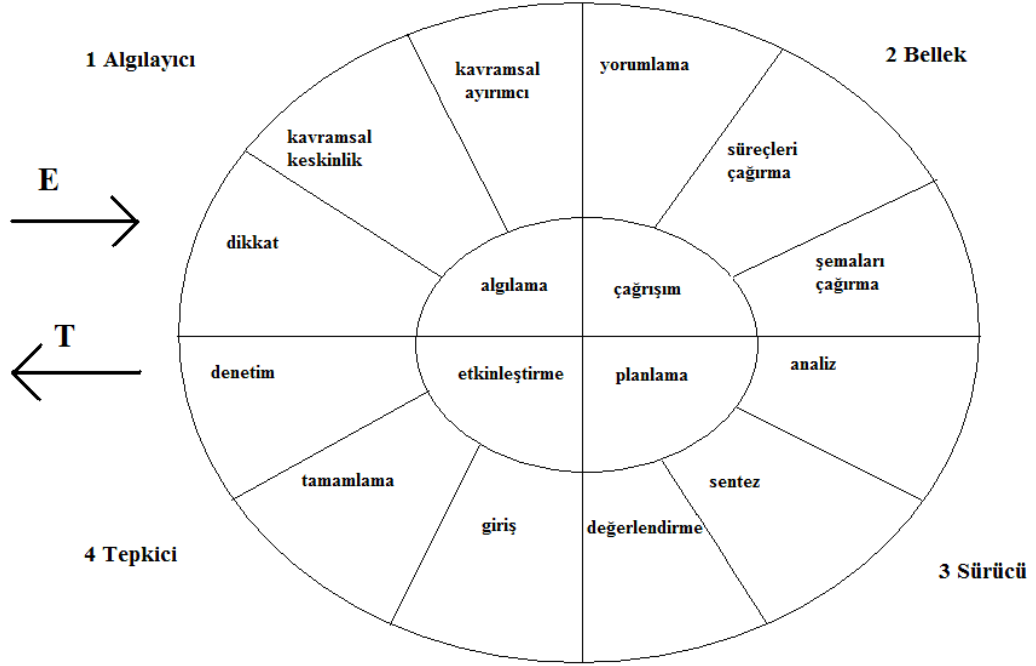 1 Algılayıcı
2 Bellek
kavramsal
ayırımcı
yorumlama
kavramsal
keskinlik
süreçleri
çağırma
E
dikkat
şemaları
çağırma
algılama
çağrışım
T
denetim
etkinleştirme
planlama
analiz
tamamlama
sentez
giriş
değerlendirme
4 Tepkici
3 Sürücü